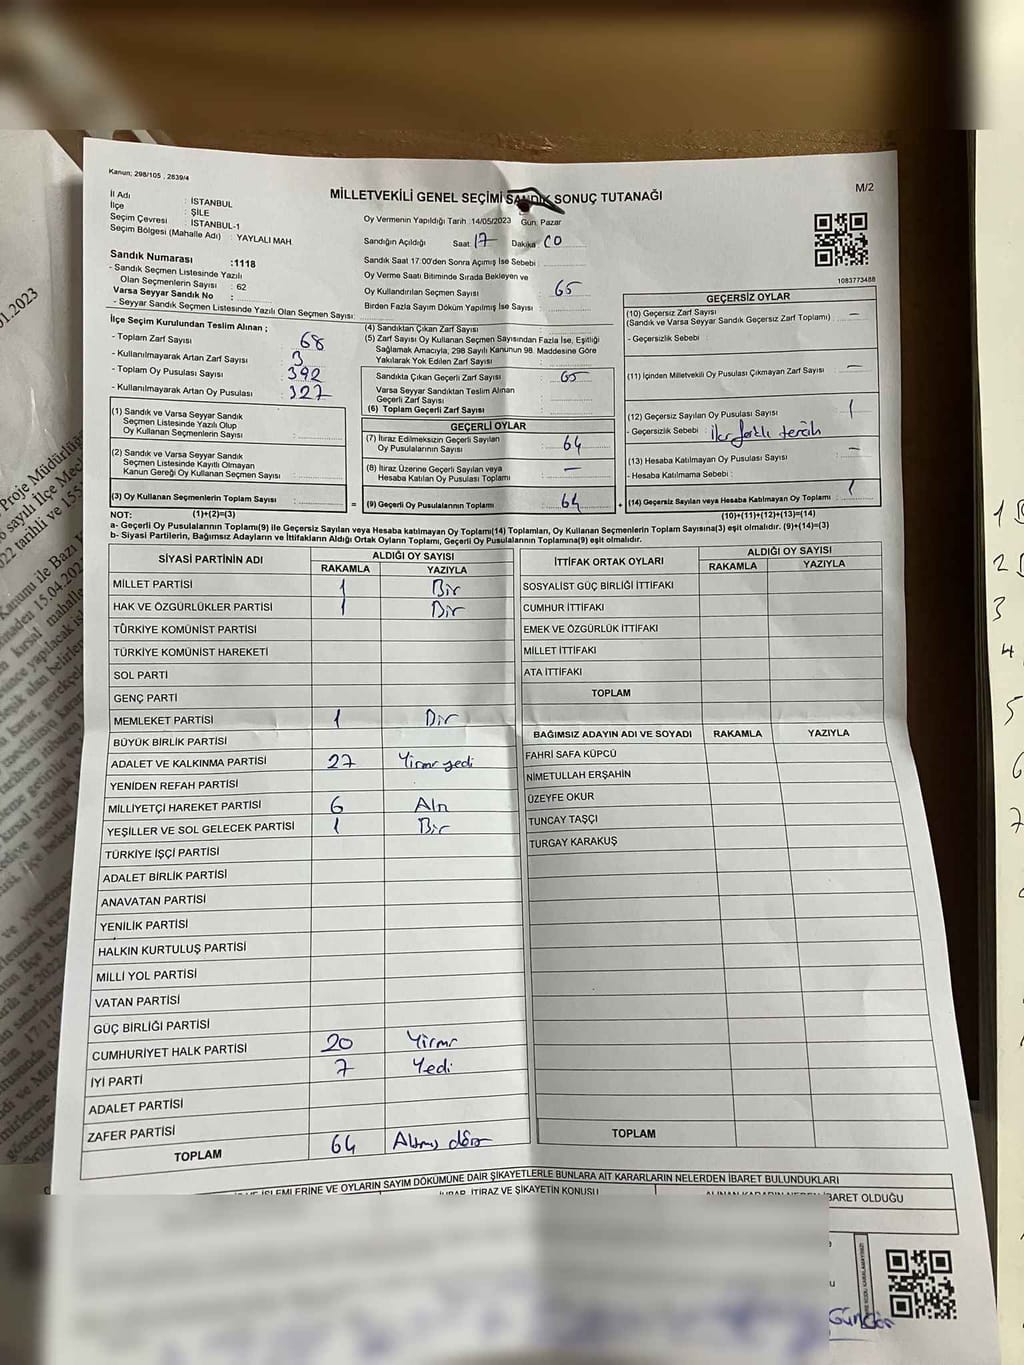 Kanun; 298/105 , 2839/4
MİLLETVEKİLİ GENEL SEÇİMİ SANDIK SONUÇ TUTANAĞI
M/2
İl Adı : İSTANBUL
İlçe : ŞİLE
Seçim Çevresi : İSTANBUL-1
Seçim Bölgesi (Mahalle Adı) : YAYLALI MAH.
Sandık Numarası :1118
- Sandık Seçmen Listesinde Yazılı
Olan Seçmenlerin Sayısı : 62
Varsa Seyyar Sandık No :
- Seyyar Sandık Seçmen Listesinde Yazılı Olan Seçmen Sayısı:
Oy Vermenin Yapıldığı Tarih :14/05/2023 Gün: Pazar
Sandığın Açıldığı Saat: 17 Dakika: 00
Sandık Saat 17:00'den Sonra Açımış İse Sebebi :
Oy Verme Saati Bitiminde Sırada Bekleyen ve
Oy Kullandırılan Seçmen Sayısı : 65
Birden Fazla Sayım Döküm Yapılmış İse Sayısı :
1083773488
İlçe Seçim Kurulundan Teslim Alınan ;
- Toplam Zarf Sayısı : 68
- Kullanılmayarak Artan Zarf Sayısı : 3
- Toplam Oy Pusulası Sayısı : 392
- Kullanılmayarak Artan Oy Pusulası : 327
(4) Sandıktan Çıkan Zarf Sayısı :
(5) Zarf Sayısı Oy Kullanan Seçmen Sayısından Fazla İse, Eşitliği
Sağlamak Amacıyla, 298 Sayılı Kanunun 98. Maddesine Göre
Yakılarak Yok Edilen Zarf Sayısı :
Sandıkta Çıkan Geçerli Zarf Sayısı : 65
Varsa Seyyar Sandıktan Teslim Alınan
Geçerli Zarf Sayısı :
(6) Toplam Geçerli Zarf Sayısı :
(1) Sandık ve Varsa Seyyar Sandık
Seçmen Listesinde Yazılı Olup
Oy Kullanan Seçmenlerin Sayısı :
(2) Sandık ve Varsa Seyyar Sandık
Seçmen Listesinde Kayıtlı Olmayan
Kanun Gereği Oy Kullanan Seçmen Sayısı :
(3) Oy Kullanan Seçmenlerin Toplam Sayısı :
GEÇERLİ OYLAR
(7) İtiraz Edilmeksizin Geçerli Sayılan
Oy Pusulalarının Sayısı : 64
(8) İtiraz Üzerine Geçerli Sayılan veya
Hesaba Katılan Oy Pusulası Toplamı : —
= (9) Geçerli Oy Pusulalarının Toplamı : 64 +
GEÇERSİZ OYLAR
(10) Geçersiz Zarf Sayısı : —
(Sandık ve Varsa Seyyar Sandık Geçersiz Zarf Toplamı)
- Geçersizlik Sebebi :
(11) İçinden Milletvekili Oy Pusulası Çıkmayan Zarf Sayısı : —
(12) Geçersiz Sayılan Oy Pusulası Sayısı : 1
- Geçersizlik Sebebi : iki farklı tercih
(13) Hesaba Katılmayan Oy Pusulası Sayısı : —
- Hesaba Katılmama Sebebi :
(14) Geçersiz Sayılan veya Hesaba Katılmayan Oy Toplamı : 1
NOT: (1)+(2)=(3) (10)+(11)+(12)+(13)=(14)
a- Geçerli Oy Pusulalarının Toplamı(9) ile Geçersiz Sayılan veya Hesaba katılmayan Oy Toplamı(14) Toplamları, Oy Kullanan Seçmenlerin Toplam Sayısına(3) eşit olmalıdır. (9)+(14)=(3)
b- Siyasi Partilerin, Bağımsız Adayların ve İttifakların Aldığı Oyların Toplamı, Geçerli Oy Pusulalarının Toplamına(9) eşit olmalıdır.
SİYASİ PARTİNİN ADI ALDIĞI OY SAYISI
RAKAMLA YAZIYLA
MİLLET PARTİSİ 1 Bir
HAK VE ÖZGÜRLÜKLER PARTİSİ 1 Bir
TÜRKİYE KOMÜNİST PARTİSİ
TÜRKİYE KOMÜNİST HAREKETİ
SOL PARTİ
GENÇ PARTİ
MEMLEKET PARTİSİ 1 Bir
BÜYÜK BİRLİK PARTİSİ
ADALET VE KALKINMA PARTİSİ 27 Yirmi yedi
YENİDEN REFAH PARTİSİ
MİLLİYETÇİ HAREKET PARTİSİ 6 Altı
YEŞİLLER VE SOL GELECEK PARTİSİ 1 Bir
TÜRKİYE İŞÇİ PARTİSİ
ADALET BİRLİK PARTİSİ
ANAVATAN PARTİSİ
YENİLİK PARTİSİ
HALKIN KURTULUŞ PARTİSİ
MİLLİ YOL PARTİSİ
VATAN PARTİSİ
GÜÇ BİRLİĞİ PARTİSİ
CUMHURİYET HALK PARTİSİ 20 Yirmi
İYİ PARTİ 7 Yedi
ADALET PARTİSİ
ZAFER PARTİSİ
TOPLAM 64 Altmış dört
İTTİFAK ORTAK OYLARI ALDIĞI OY SAYISI
RAKAMLA YAZIYLA
SOSYALİST GÜÇ BİRLİĞİ İTTİFAKI
CUMHUR İTTİFAKI
EMEK VE ÖZGÜRLÜK İTTİFAKI
MİLLET İTTİFAKI
ATA İTTİFAKI
TOPLAM
BAĞIMSIZ ADAYIN ADI VE SOYADI RAKAMLA YAZIYLA
FAHRİ SAFA KÜPCÜ
NİMETULLAH ERŞAHİN
ÜZEYFE OKUR
TUNCAY TAŞÇI
TURGAY KARAKUŞ
TOPLAM
İŞLEMLERİNE VE OYLARIN SAYIM DÖKÜMÜNE DAİR ŞİKAYETLERLE BUNLARA AİT KARARLARIN NELERDEN İBARET BULUNDUKLARI
İTİRAZ VE ŞİKAYETİN KONUSU
İBARET OLDUĞU